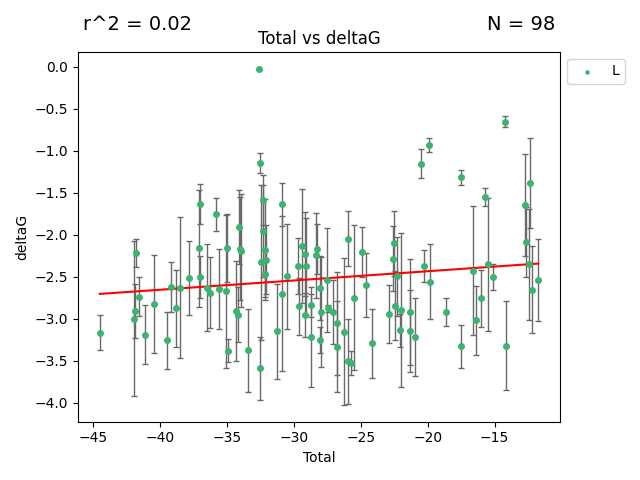 r^2 = 0.02
N = 98
Total vs deltaG
L
deltaG
0.0
−0.5
−1.0
−1.5
−2.0
−2.5
−3.0
−3.5
−4.0
−45 −40 −35 −30 −25 −20 −15
Total